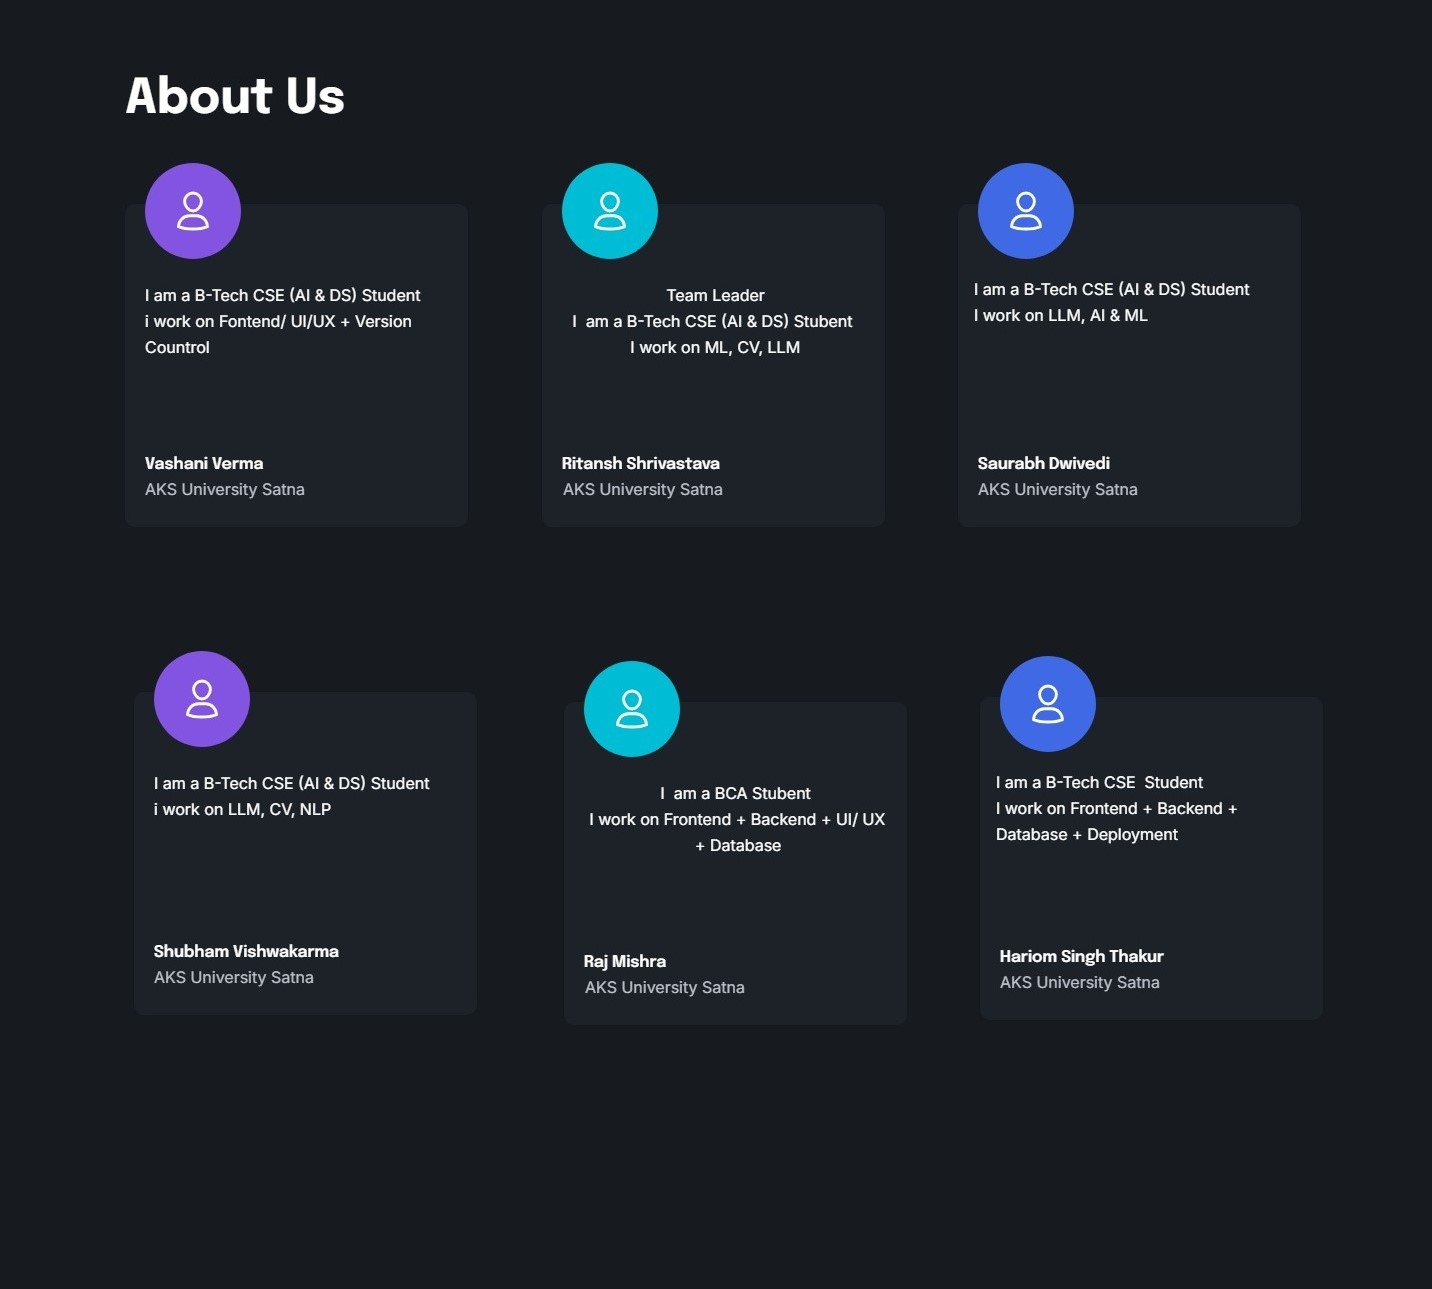 About Us
I am a B-Tech CSE (AI & DS) Student
i work on Fontend/ UI/UX + Version
Countrol
Vashani Verma
AKS University Satna
Team Leader
I  am a B-Tech CSE (AI & DS) Stubent
I work on ML, CV, LLM
Ritansh Shrivastava
AKS University Satna
I am a B-Tech CSE (AI & DS) Student
I work on LLM, AI & ML
Saurabh Dwivedi
AKS University Satna
I am a B-Tech CSE (AI & DS) Student
i work on LLM, CV, NLP
Shubham Vishwakarma
AKS University Satna
I  am a BCA Stubent
I work on Frontend + Backend + UI/ UX
+ Database
Raj Mishra
AKS University Satna
I am a B-Tech CSE  Student
I work on Frontend + Backend +
Database + Deployment
Hariom Singh Thakur
AKS University Satna